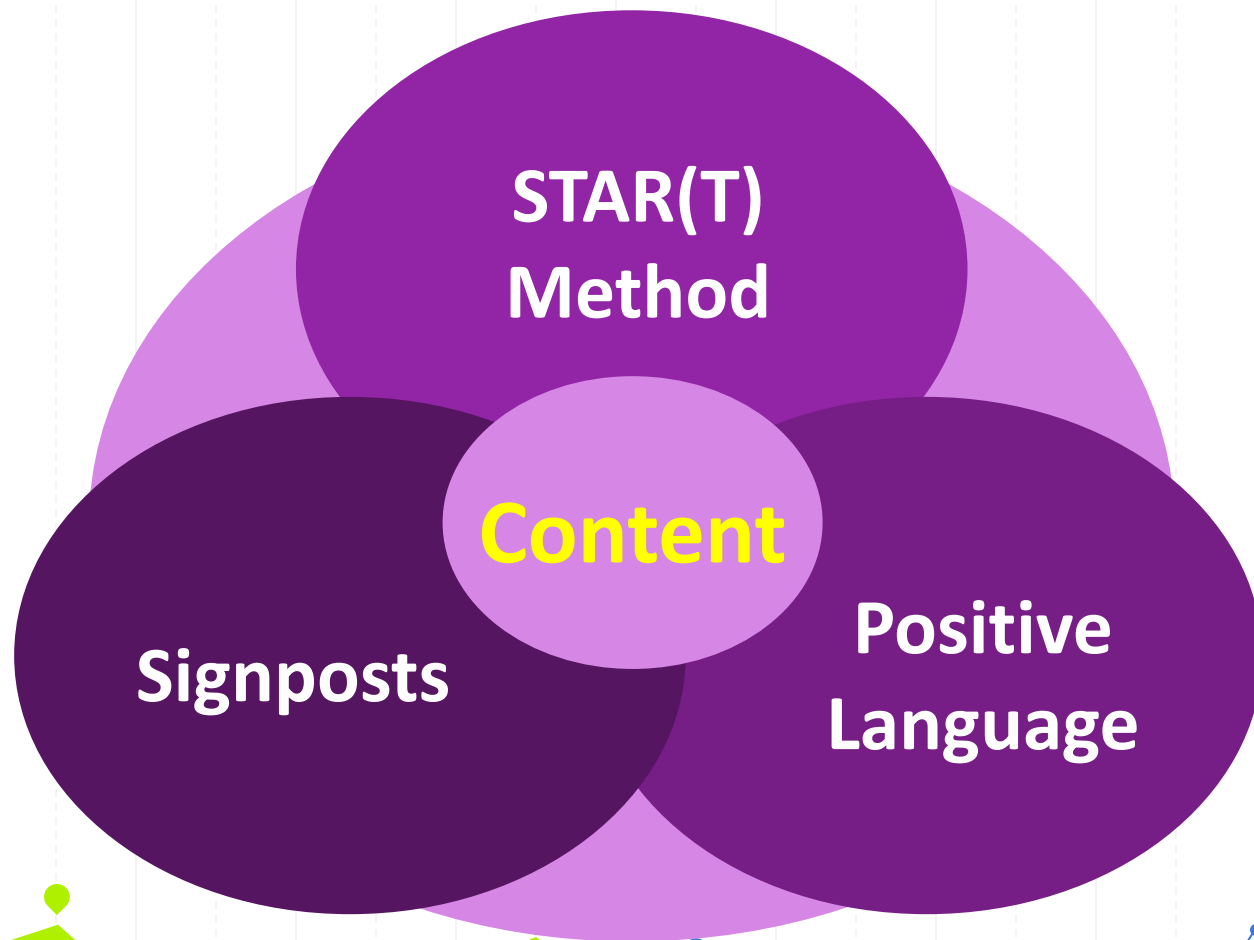 STAR(T)
Method
Content
Signposts
Positive
Language